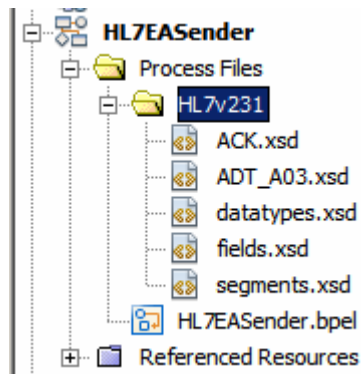 HL7EASender
Process Files
HL7v231
ACK.xsd
ADT_A03.xsd
datatypes.xsd
fields.xsd
segments.xsd
HL7EASender.bpel
Referenced Resources